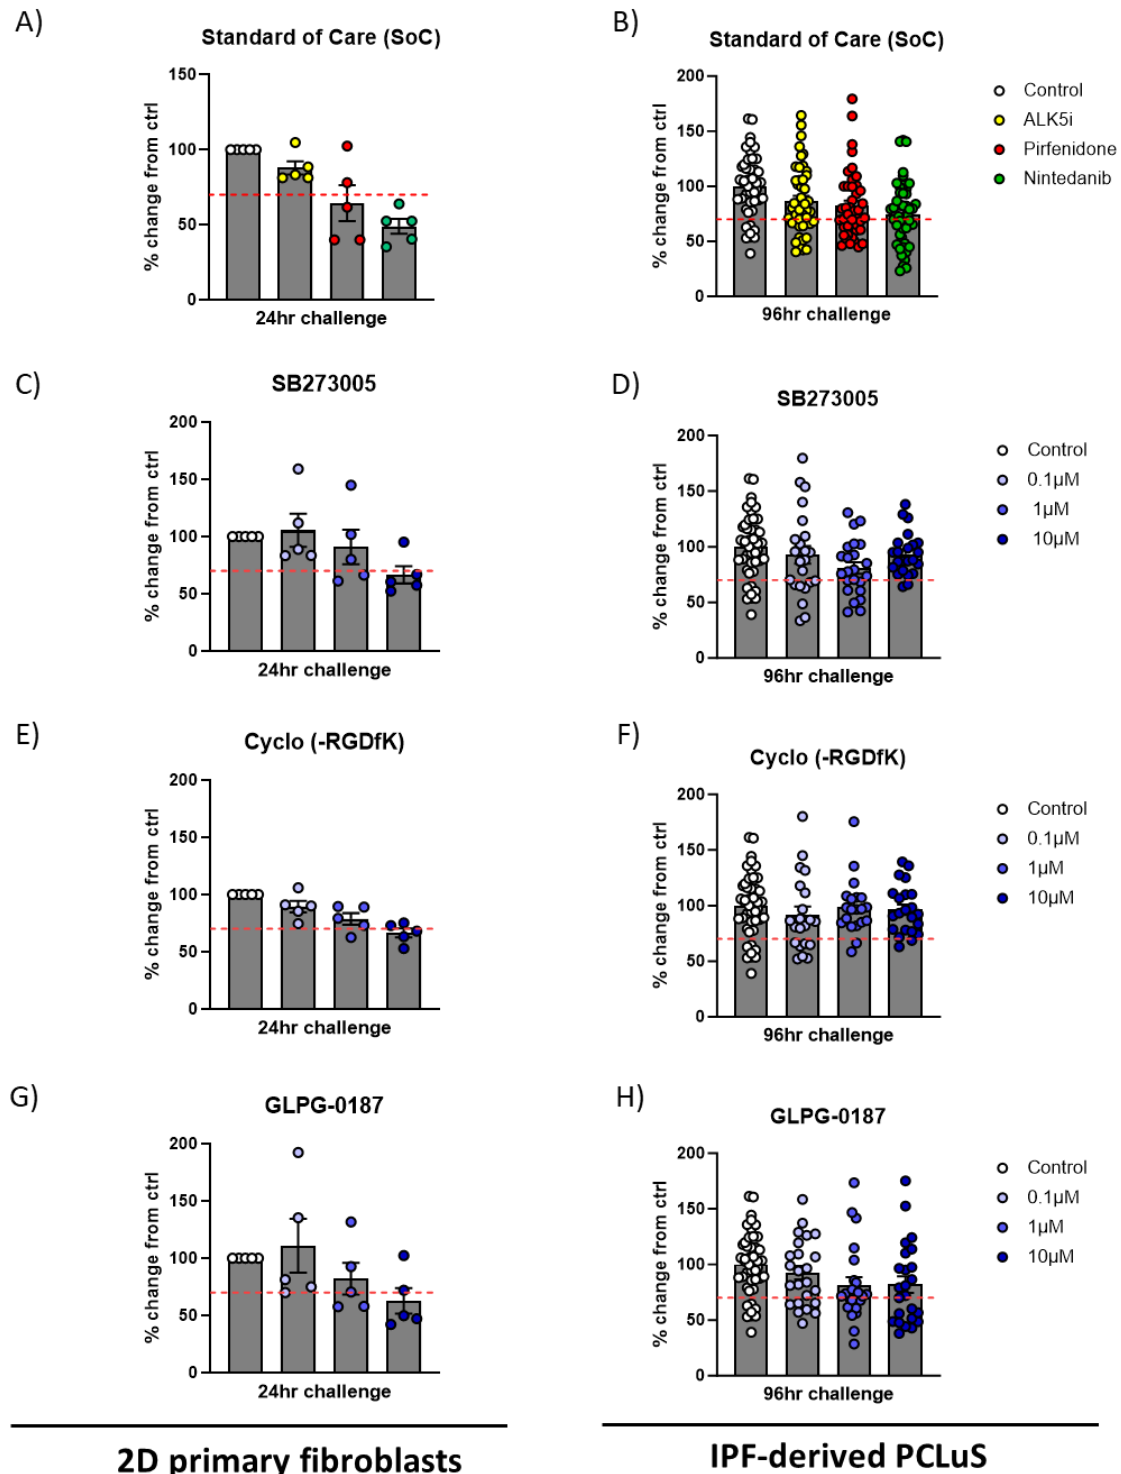 A)
Standard of Care (SoC)
% change from ctrl
150
100
50
0
24hr challenge
B)
Standard of Care (SoC)
% change from ctrl
200
150
100
50
0
96hr challenge
Control
ALK5i
Pirfenidone
Nintedanib
C)
SB273005
% change from ctrl
200
150
100
50
0
24hr challenge
D)
SB273005
% change from ctrl
200
150
100
50
0
96hr challenge
Control
0.1µM
1µM
10µM
E)
Cyclo (-RGDfK)
% change from ctrl
200
150
100
50
0
24hr challenge
F)
Cyclo (-RGDfK)
% change from ctrl
200
150
100
50
0
96hr challenge
Control
0.1µM
1µM
10µM
G)
GLPG-0187
% change from ctrl
200
150
100
50
0
24hr challenge
H)
GLPG-0187
% change from ctrl
200
150
100
50
0
96hr challenge
Control
0.1µM
1µM
10µM
2D primary fibroblasts
IPF-derived PCLuS